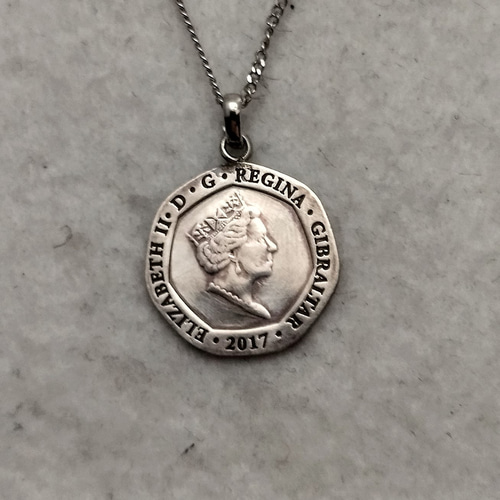 ELIZABETH II · D · G · REGINA · GIBRALTAR · 2017 ·